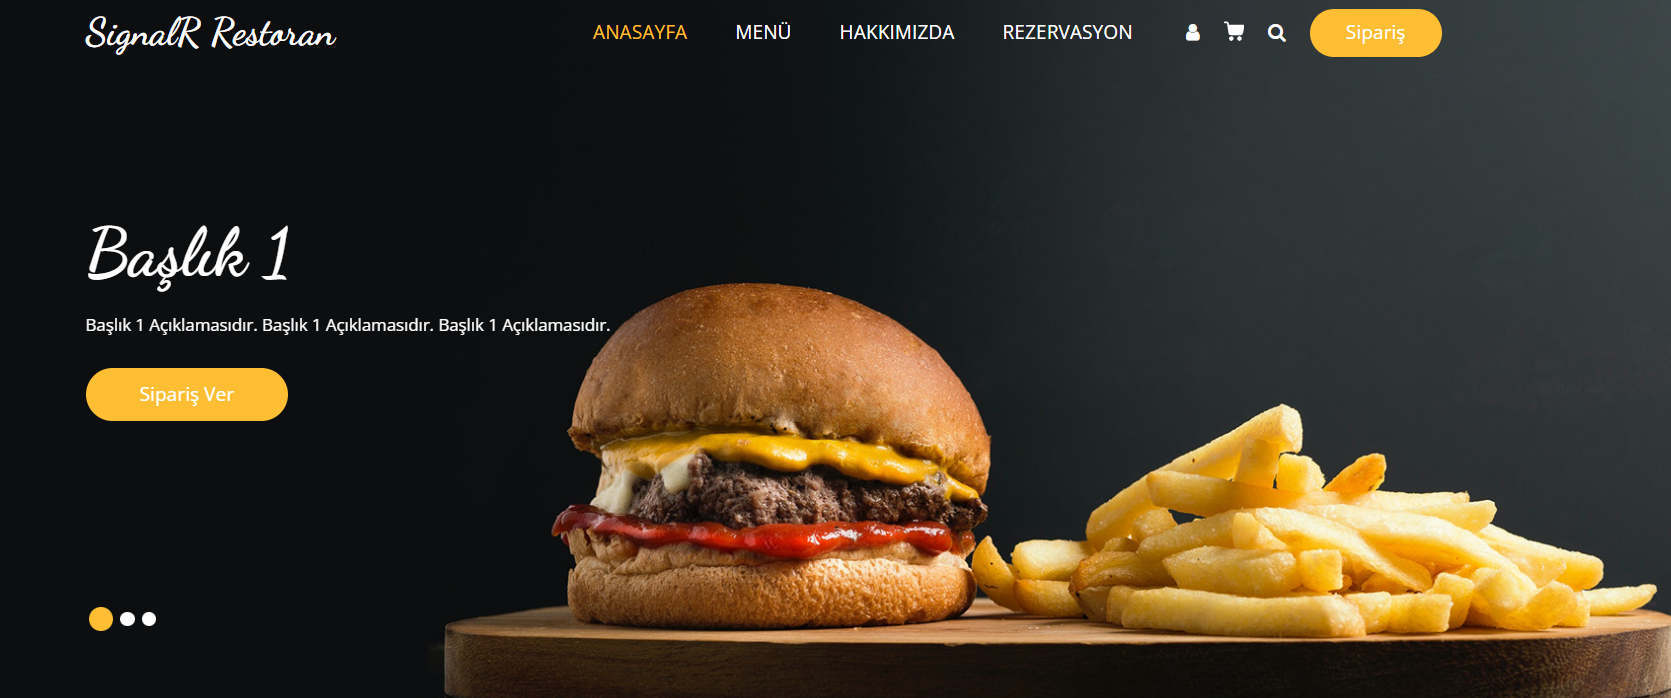 SignalR Restoran
ANASAYFA MENÜ HAKKIMIZDA REZERVASYON Sipariş
Başlık 1
Başlık 1 Açıklamasıdır. Başlık 1 Açıklamasıdır. Başlık 1 Açıklamasıdır.
Sipariş Ver